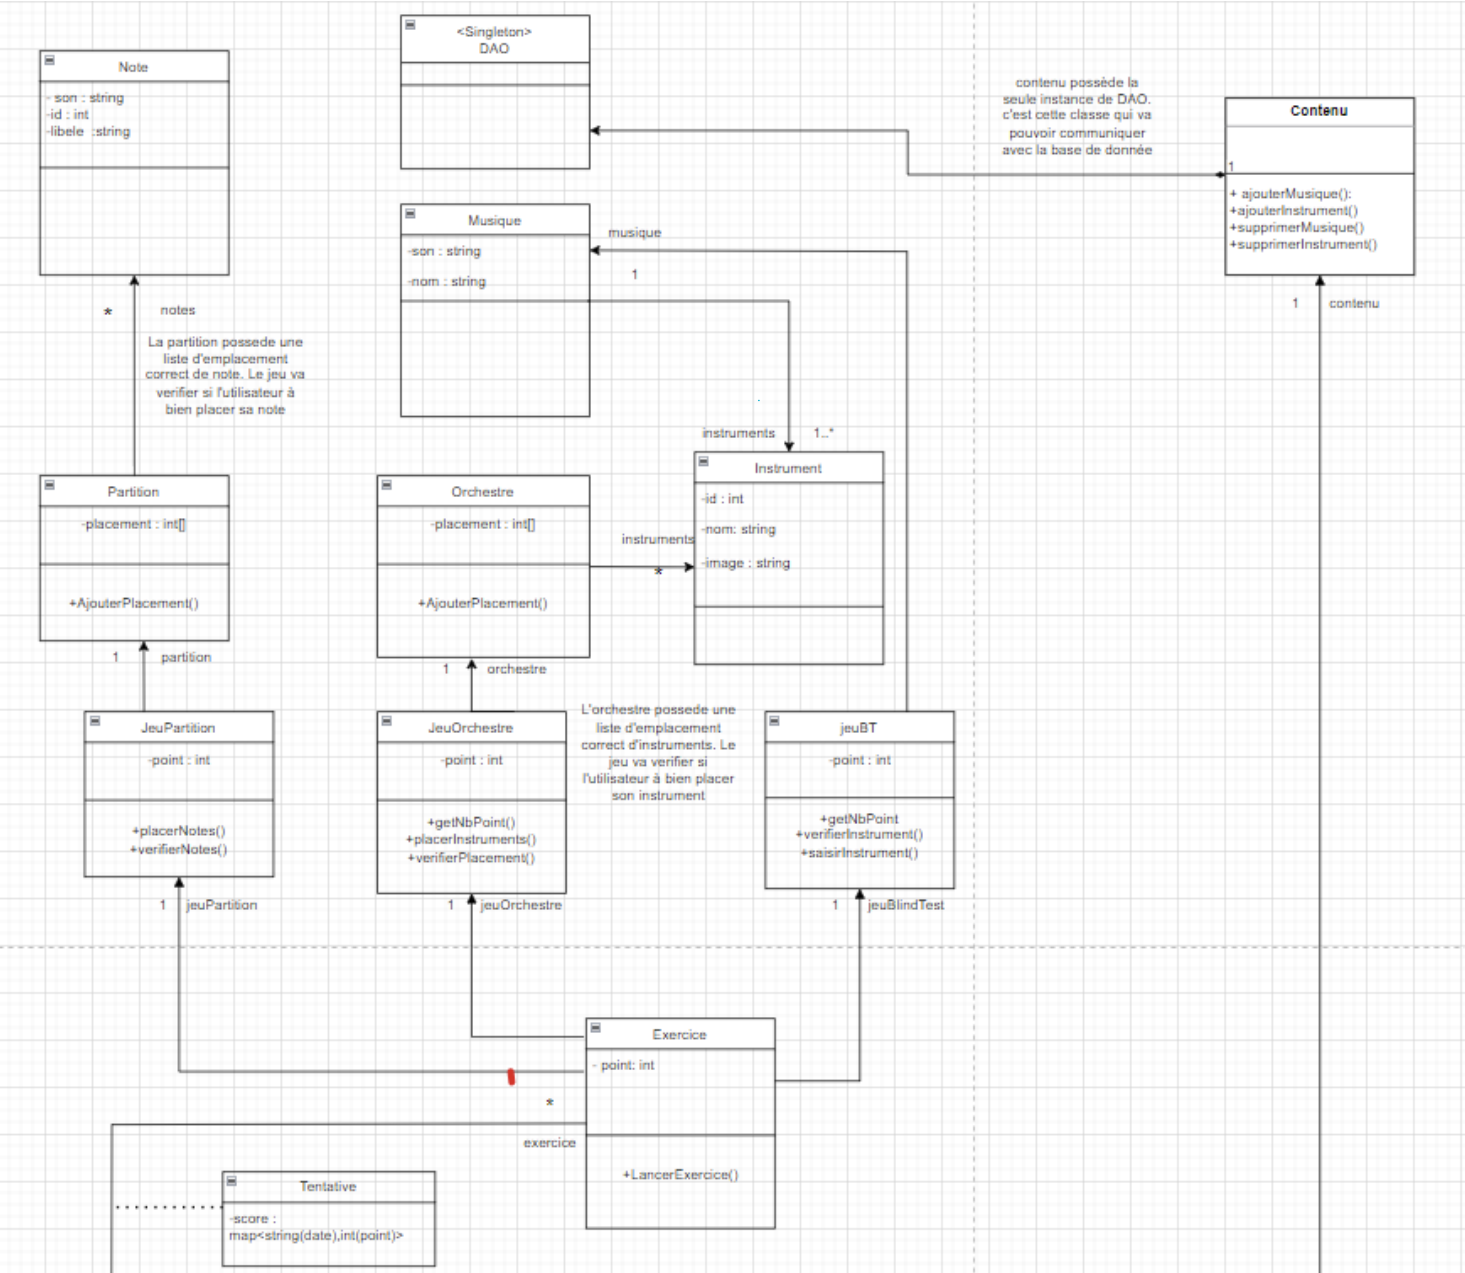 <Singleton>
DAO
Note
- son : string
-id : int
-libele :string
contenu possède la
seule instance de DAO.
c'est cette classe qui va
pouvoir communiquer
avec la base de donnée
Contenu
1
+ ajouterMusique():
+ajouterInstrument()
+supprimerMusique()
+supprimerInstrument()
Musique
-son : string
-nom : string
musique
1
* notes
La partition possede une
liste d'emplacement
correct de note. Le jeu va
verifier si l'utilisateur à
bien placer sa note
1 contenu
instruments 1..*
Instrument
-id : int
-nom: string
-image : string
Partition
-placement : int[]
+AjouterPlacement()
Orchestre
-placement : int[]
+AjouterPlacement()
instruments
*
1 partition
1 orchestre
JeuPartition
-point : int
+placerNotes()
+verifierNotes()
JeuOrchestre
-point : int
+getNbPoint()
+placerInstruments()
+verifierPlacement()
L'orchestre possede une
liste d'emplacement
correct d'instruments. Le
jeu va verifier si
l'utilisateur à bien placer
son instrument
jeuBT
-point : int
+getNbPoint
+verifierInstrument()
+saisirInstrument()
1 jeuPartition
1 jeuOrchestre
1 jeuBlindTest
Exercice
- point: int
+LancerExercice()
*
exercice
Tentative
-score :
map<string(date),int(point)>